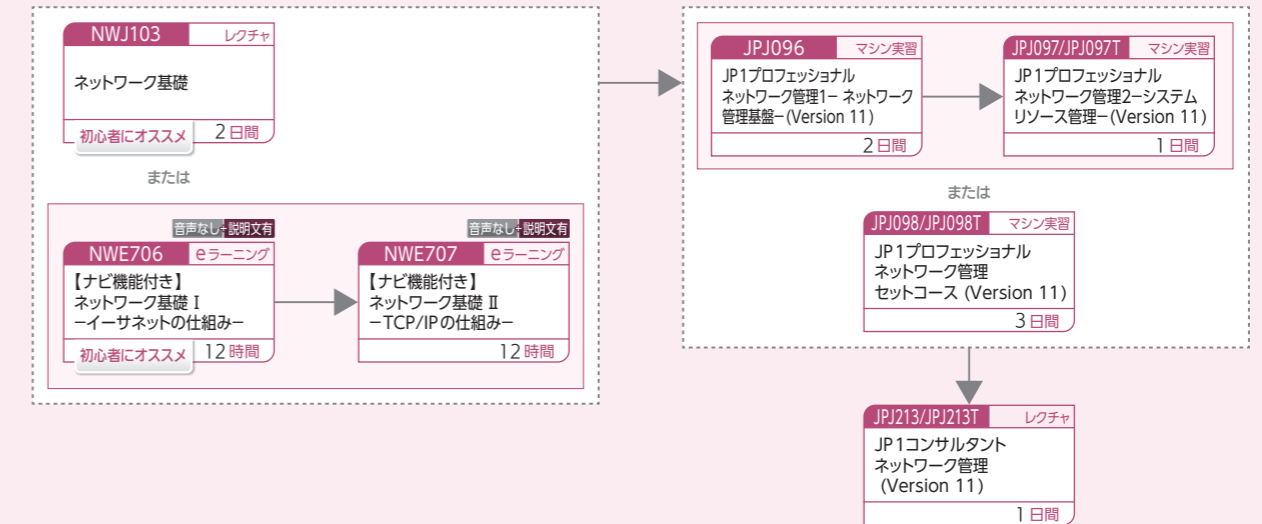 NWJ103 レクチャ
ネットワーク基礎
初心者にオススメ 2日間
または
音声なし+説明文有
NWE706 eラーニング
【ナビ機能付き】
ネットワーク基礎 Ⅰ
−イーサネットの仕組み−
初心者にオススメ 12時間
音声なし+説明文有
NWE707 eラーニング
【ナビ機能付き】
ネットワーク基礎 Ⅱ
−TCP/IPの仕組み−
12時間
JPJ096 マシン実習
JP1プロフェッショナル
ネットワーク管理1− ネットワーク
管理基盤−(Version 11)
2日間
JPJ097/JPJ097T マシン実習
JP1プロフェッショナル
ネットワーク管理2−システム
リソース管理−(Version 11)
1日間
または
JPJ098/JPJ098T マシン実習
JP1プロフェッショナル
ネットワーク管理
セットコース (Version 11)
3日間
JPJ213/JPJ213T レクチャ
JP1コンサルタント
ネットワーク管理
(Version 11)
1日間